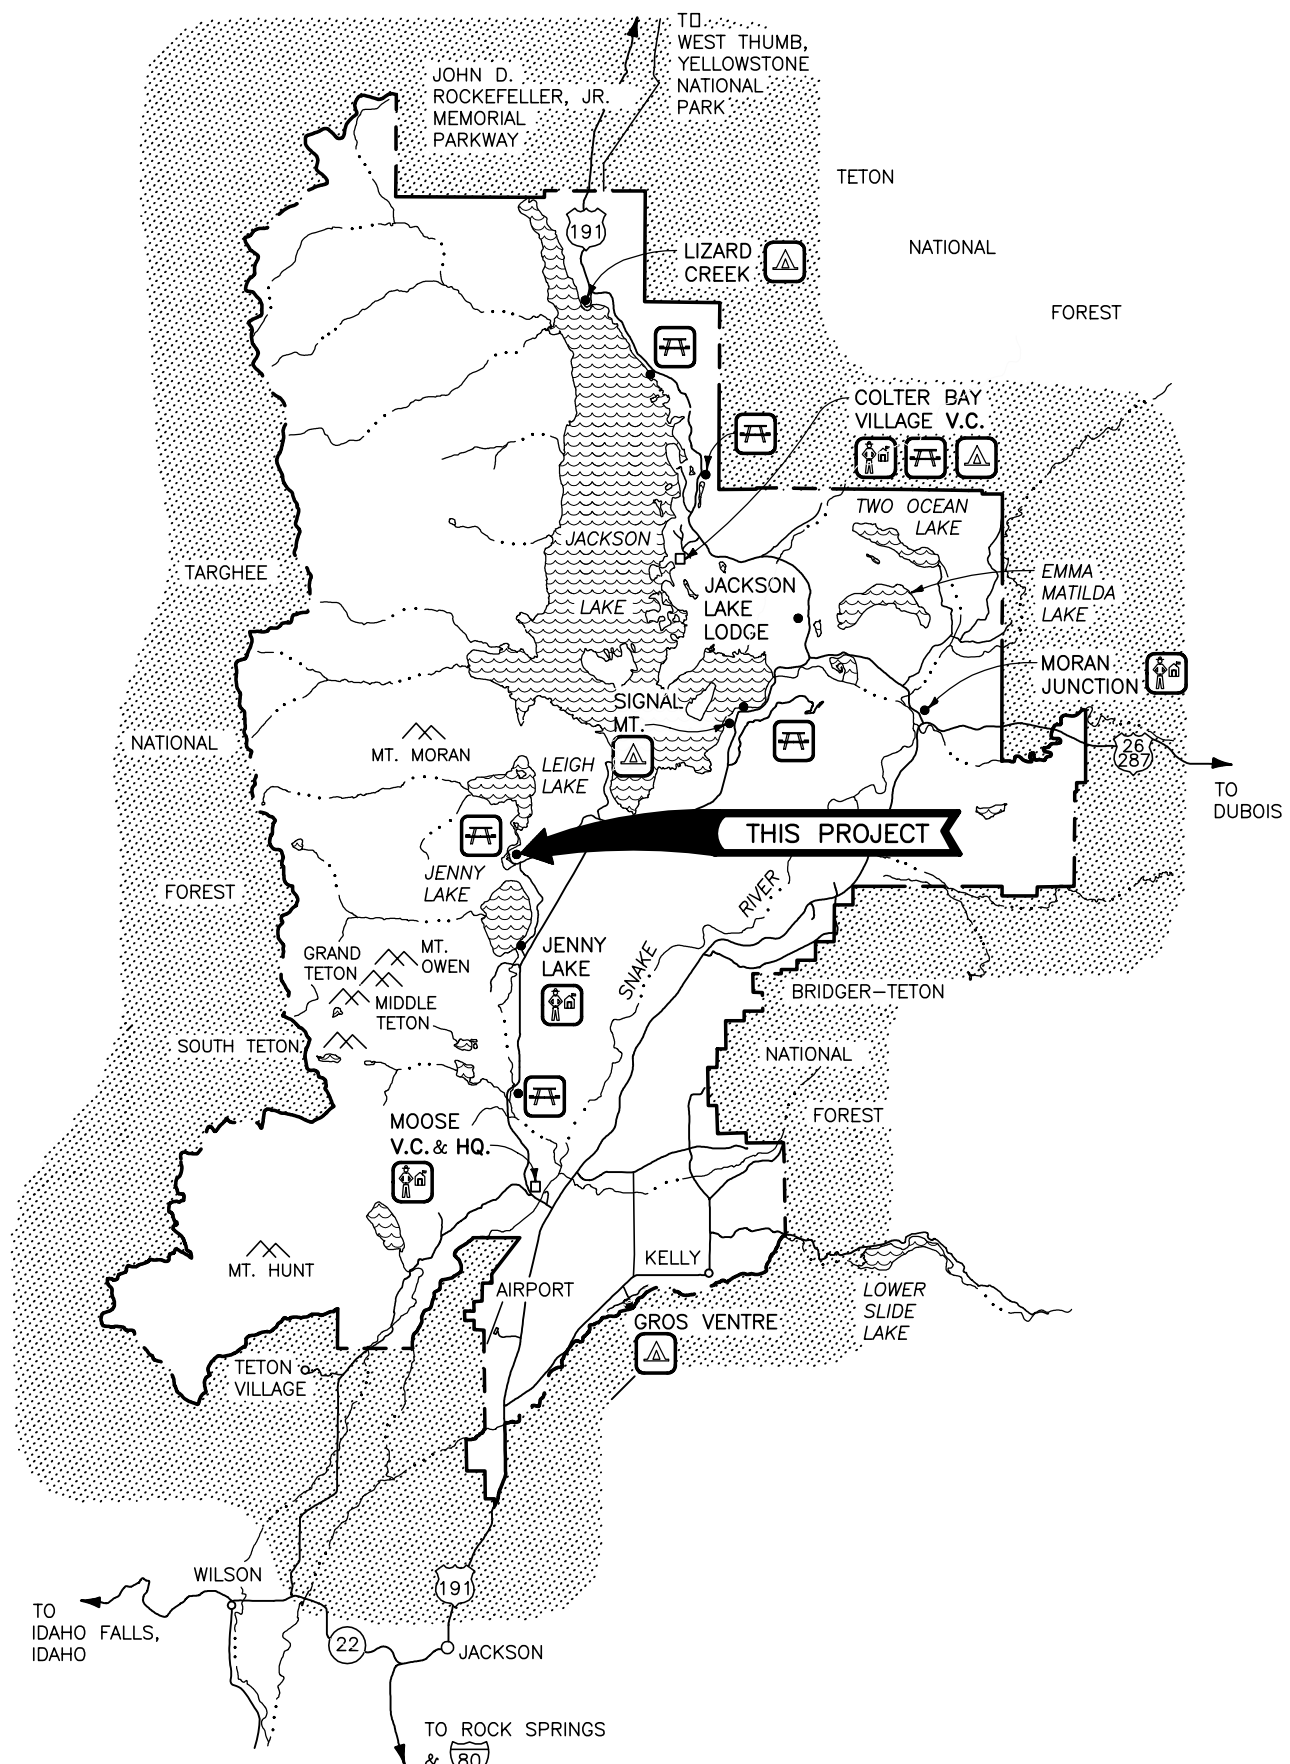 TO
WEST THUMB,
YELLOWSTONE
NATIONAL
PARK
JOHN D.
ROCKEFELLER, JR.
MEMORIAL
PARKWAY
TETON
NATIONAL
FOREST
191
LIZARD
CREEK
COLTER BAY
VILLAGE V.C.
TWO OCEAN
LAKE
JACKSON
LAKE
TARGHEE
NATIONAL
FOREST
EMMA
MATILDA
LAKE
JACKSON
LAKE
LODGE
MORAN
JUNCTION
SIGNAL
MT.
MT. MORAN
LEIGH
LAKE
26
287
TO
DUBOIS
THIS PROJECT
JENNY
LAKE
RIVER
SNAKE
GRAND
TETON
MT.
OWEN
JENNY
LAKE
MIDDLE
TETON
SOUTH TETON
BRIDGER-TETON
NATIONAL
FOREST
MOOSE
V.C. & HQ.
MT. HUNT
KELLY
AIRPORT
LOWER
SLIDE
LAKE
GROS VENTRE
TETON
VILLAGE
WILSON
191
TO
IDAHO FALLS,
IDAHO
22
JACKSON
TO ROCK SPRINGS
& 80